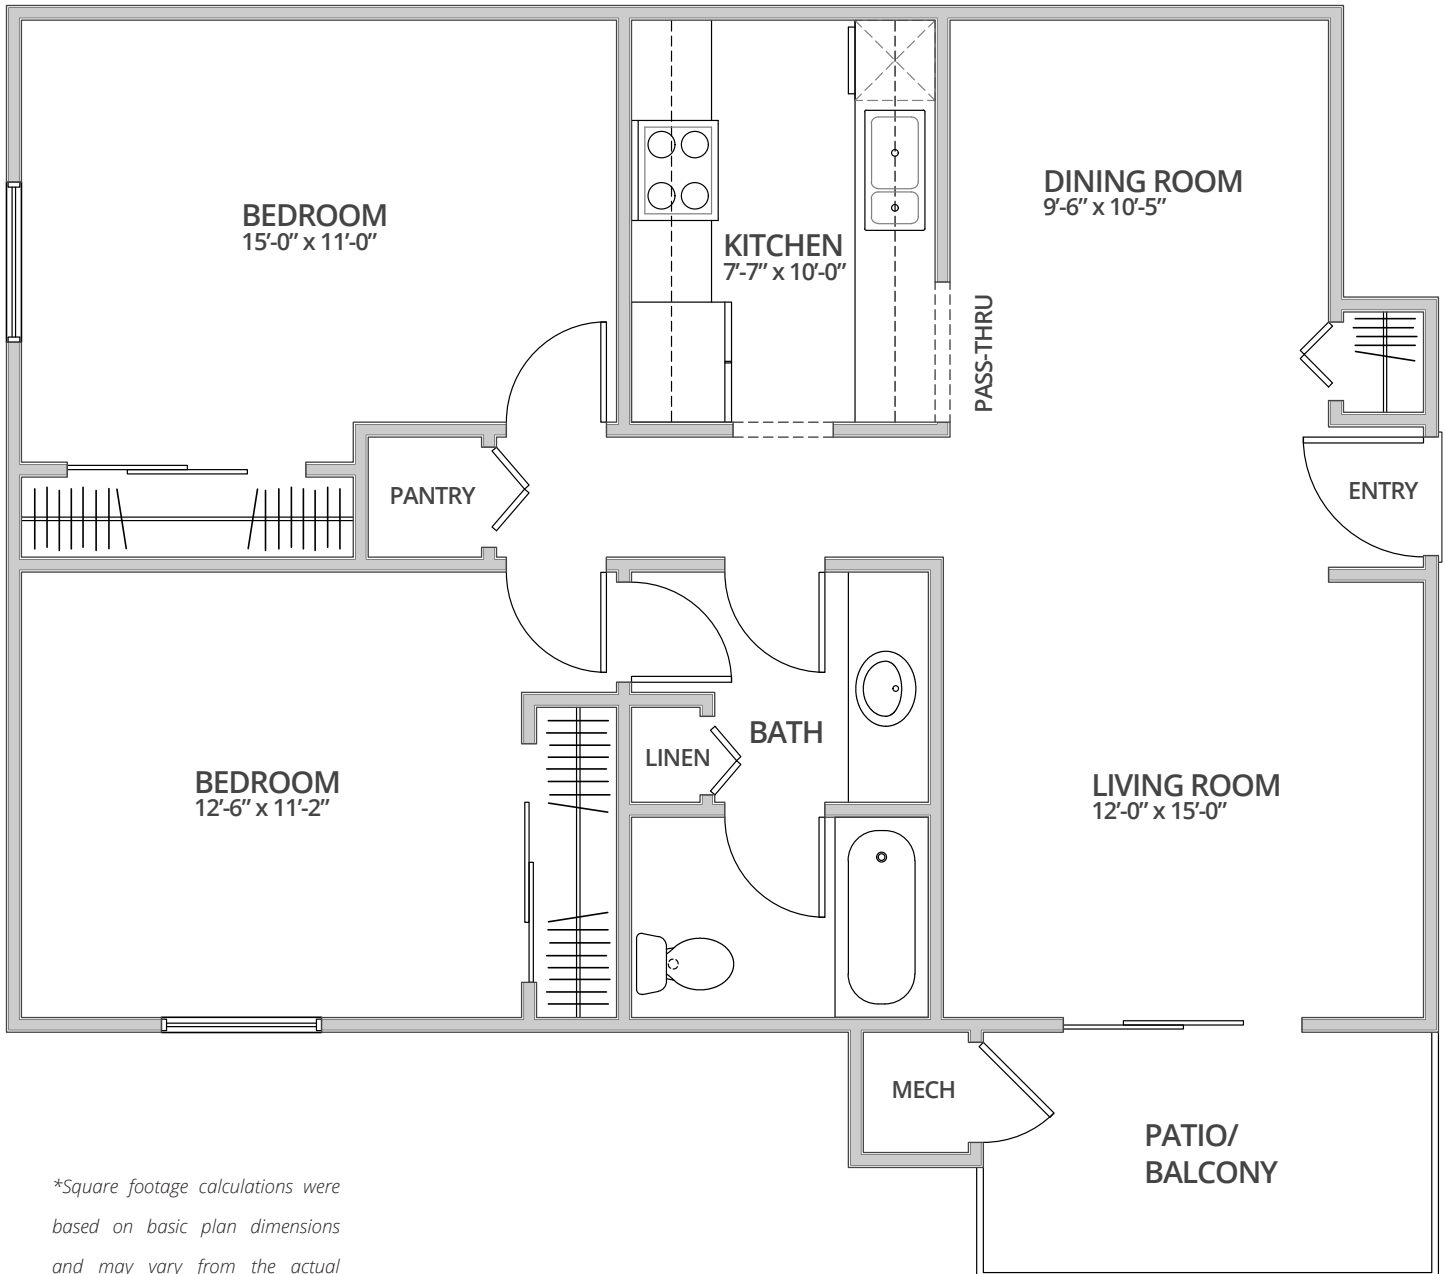 BEDROOM
15’-0” x 11’-0”
KITCHEN
7’-7” x 10’-0”
DINING ROOM
9’-6” x 10’-5”
PASS-THRU
PANTRY
ENTRY
BEDROOM
12’-6” x 11’-2”
LINEN
BATH
LIVING ROOM
12’-0” x 15’-0”
MECH
PATIO/
BALCONY
*Square footage calculations were
based on basic plan dimensions
and may vary from the actual